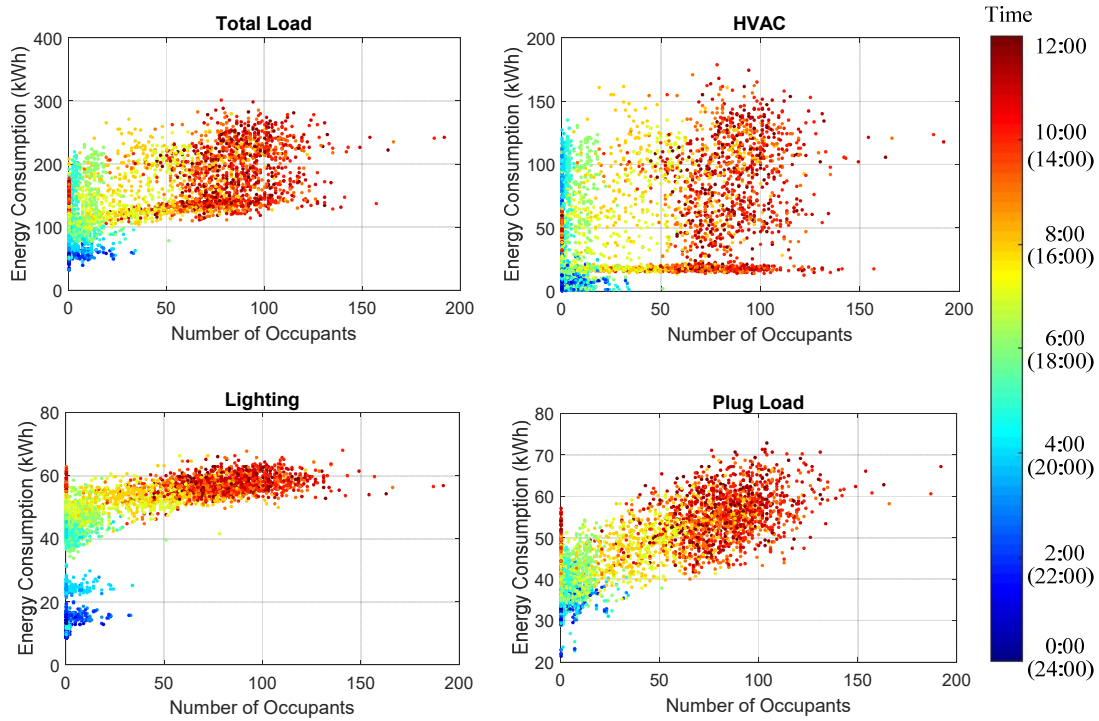 Total Load
400
300
200
100
0
Energy Consumption (kWh)
0 50 100 150 200
Number of Occupants
HVAC
200
150
100
50
0
Energy Consumption (kWh)
0 50 100 150 200
Number of Occupants
Lighting
80
60
40
20
0
Energy Consumption (kWh)
0 50 100 150 200
Number of Occupants
Plug Load
80
70
60
50
40
30
20
Energy Consumption (kWh)
0 50 100 150 200
Number of Occupants
Time
12:00
10:00
(14:00)
8:00
(16:00)
6:00
(18:00)
4:00
(20:00)
2:00
(22:00)
0:00
(24:00)